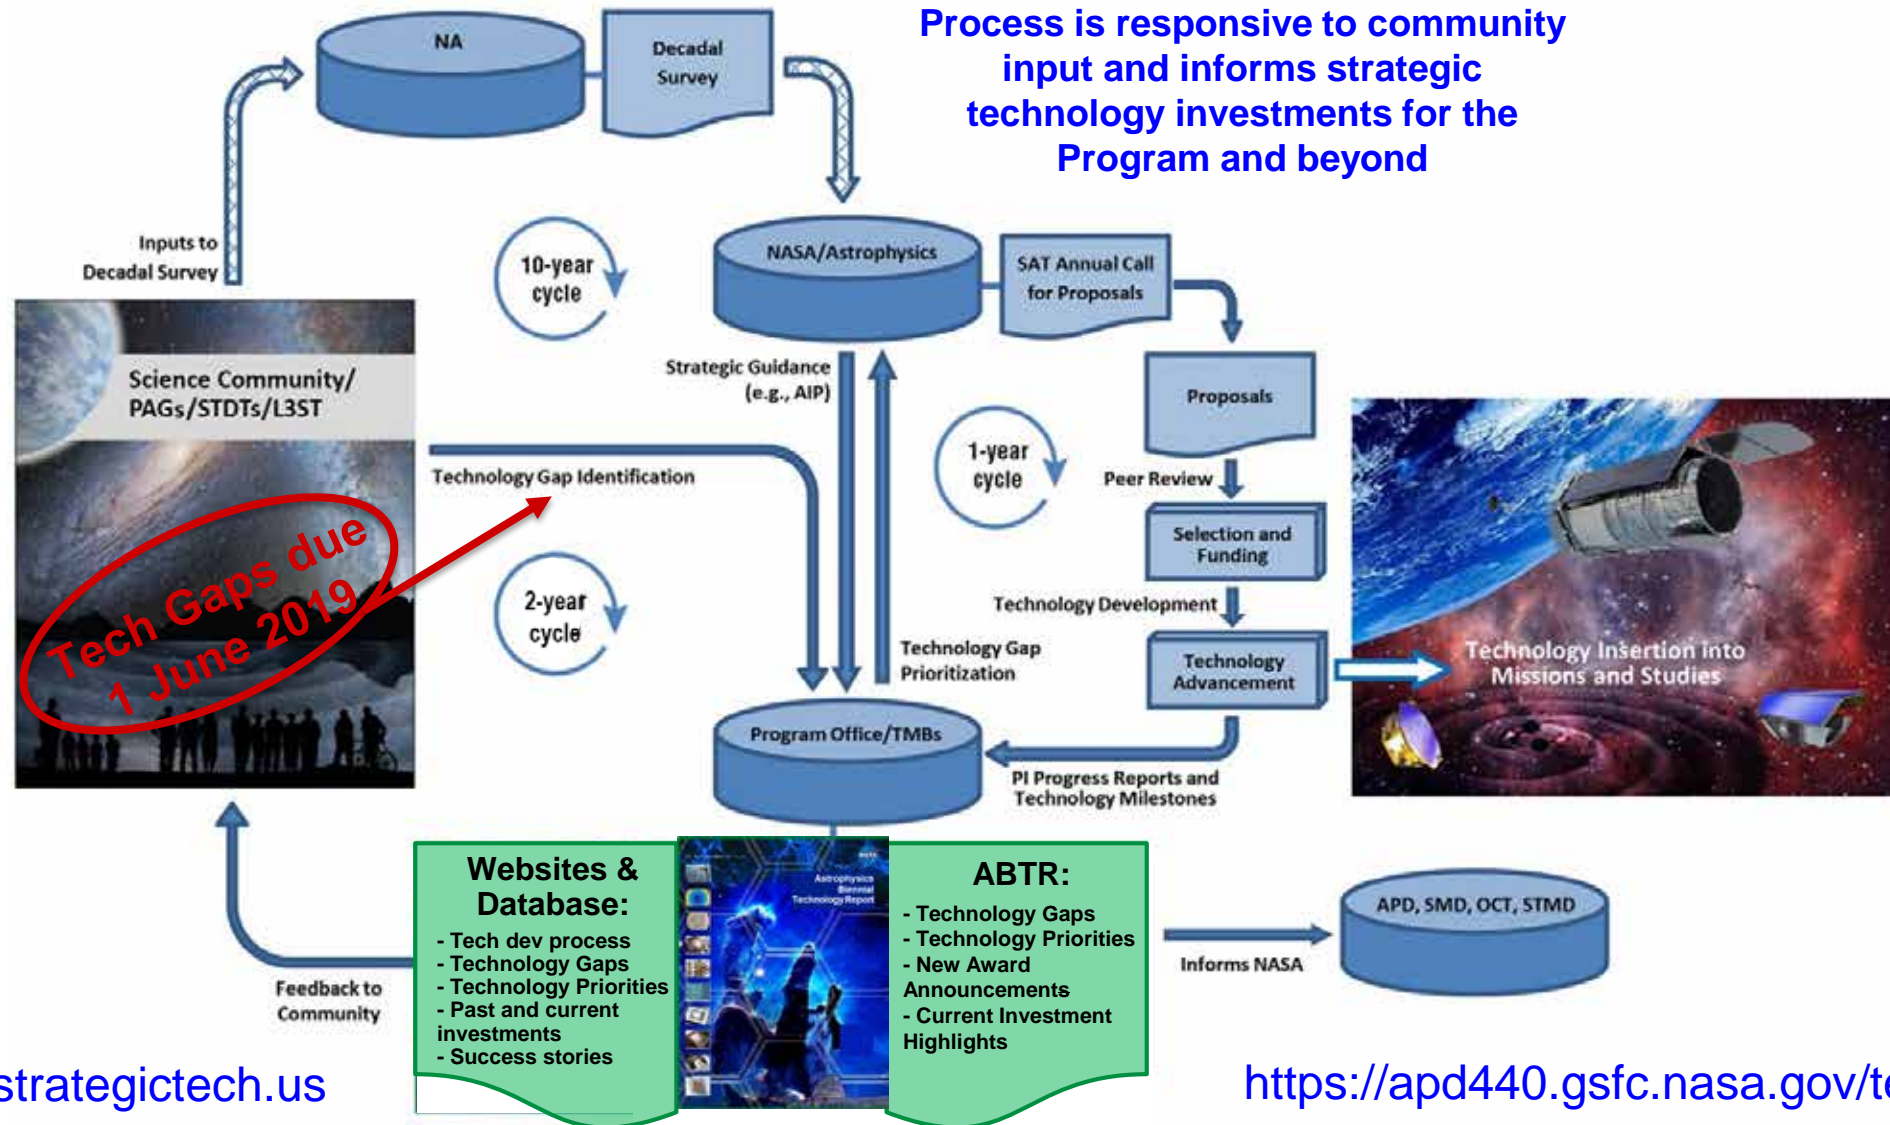 Process is responsive to community
input and informs strategic
technology investments for the
Program and beyond
NA
Decadal
Survey
Inputs to
Decadal Survey
10-year
cycle
NASA/Astrophysics
SAT Annual Call
for Proposals
Science Community/
PAGs/STDTs/L3ST
Strategic Guidance
(e.g., AIP)
Proposals
Technology Gap Identification
1-year
cycle
Peer Review
Selection and
Funding
Tech Gaps due
1 June 2019
2-year
cycle
Technology Development
Technology Gap
Prioritization
Technology
Advancement
Technology Insertion into
Missions and Studies
Program Office/TMBs
PI Progress Reports and
Technology Milestones
Websites &
Database:
- Tech dev process
- Technology Gaps
- Technology Priorities
- Past and current
investments
- Success stories
Astrophysics
Biennial
Technology Report
ABTR:
- Technology Gaps
- Technology Priorities
- New Award
Announcements
- Current Investment
Highlights
Informs NASA
APD, SMD, OCT, STMD
Feedback to
Community
strategictech.us
https://apd440.gsfc.nasa.gov/te